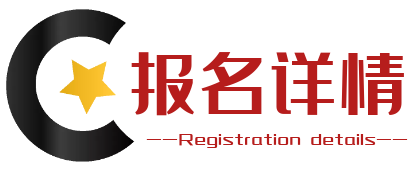 报名详情
——Registration details——